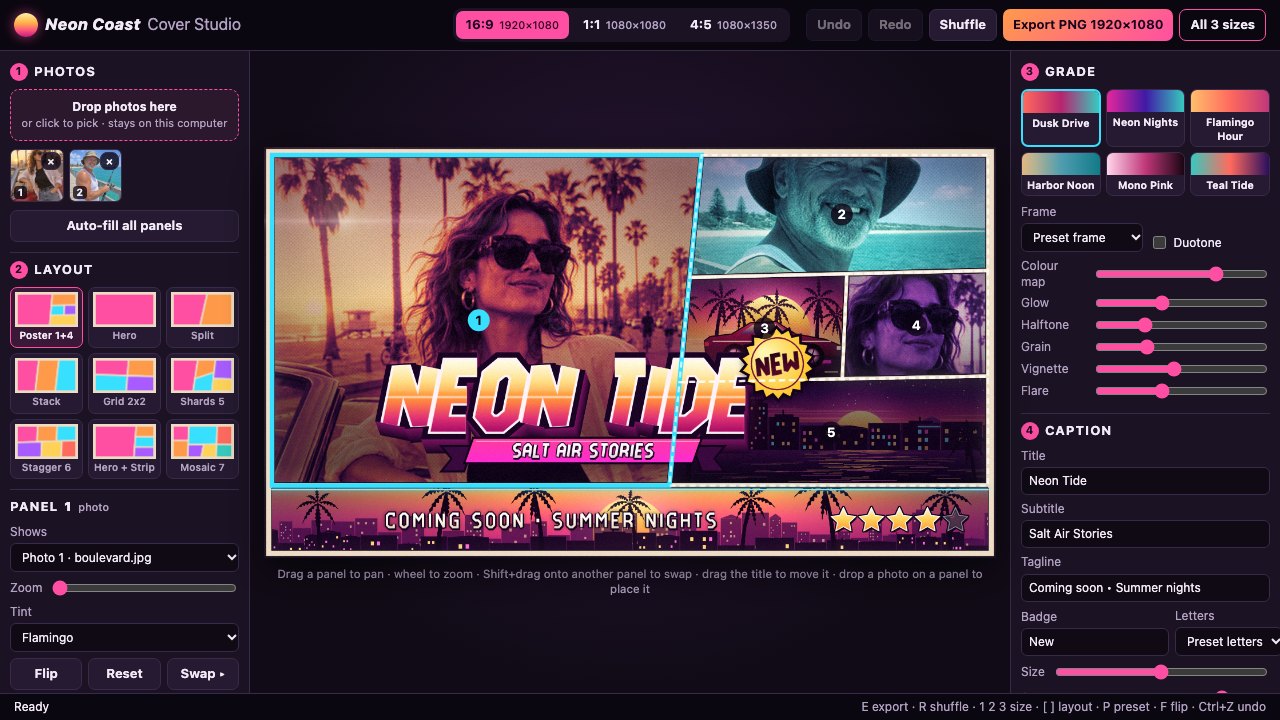 Neon Coast Cover Studio
16:9 1920×1080
1:1 1080×1080
4:5 1080×1350
Undo
Redo
Shuffle
Export PNG 1920×1080
All 3 sizes
1 PHOTOS
Drop photos here
or click to pick · stays on this computer
1
2
Auto-fill all panels
2 LAYOUT
Poster 1+4
Hero
Split
Stack
Grid 2x2
Shards 5
Stagger 6
Hero + Strip
Mosaic 7
PANEL 1 photo
Shows
Photo 1 · boulevard.jpg
Zoom
Tint
Flamingo
Flip
Reset
Swap ▸
1
2
3
4
5
NEW
NEON TIDE
SALT AIR STORIES
COMING SOON · SUMMER NIGHTS
Drag a panel to pan · wheel to zoom · Shift+drag onto another panel to swap · drag the title to move it · drop a photo on a panel to
place it
3 GRADE
Dusk Drive
Neon Nights
Flamingo
Hour
Harbor Noon
Mono Pink
Teal Tide
Frame
Preset frame
Duotone
Colour
map
Glow
Halftone
Grain
Vignette
Flare
4 CAPTION
Title
Neon Tide
Subtitle
Salt Air Stories
Tagline
Coming soon • Summer nights
Badge
Letters
New
Preset letters
Size
Ready
E export · R shuffle · 1 2 3 size · [ ] layout · P preset · F flip · Ctrl+Z undo